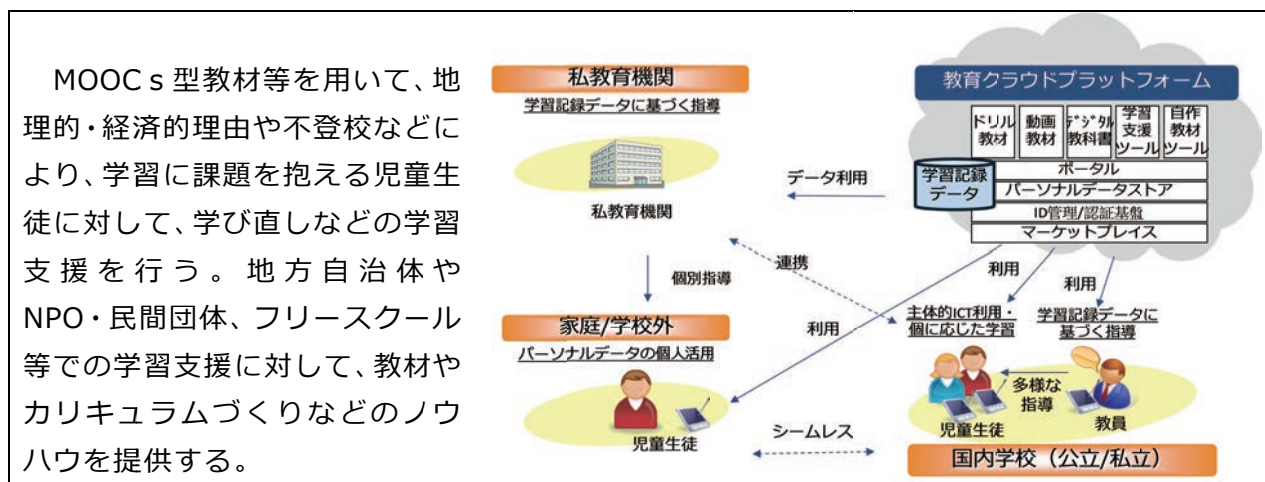 MOOCｓ型教材等を用いて、地
理的・経済的理由や不登校などに
より、学習に課題を抱える児童生
徒に対して、学び直しなどの学習
支援を行う。地方自治体や
NPO・民間団体、フリースクール
等での学習支援に対して、教材や
カリキュラムづくりなどのノウ
ハウを提供する。
私教育機関
学習記録データに基づく指導
私教育機関
教育クラウドプラットフォーム
ドリル
教材
動画
教材
ﾃﾞｼﾞﾀﾙ
教科書
学習
支援
ツール
自作
教材
ツール
学習記録
データ
ポータル
パーソナルデータストア
ID管理/認証基盤
マーケットプレイス
データ利用
個別指導
連携
利用
利用
利用
家庭/学校外
パーソナルデータの個人活用
児童生徒
主体的ICT利用・
個に応じた学習
学習記録データに
基づく指導
多様な
指導
児童生徒
教員
シームレス
国内学校（公立/私立）